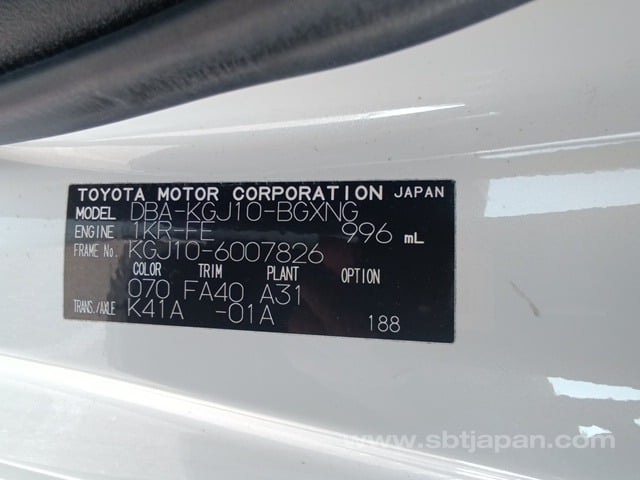 TOYOTA MOTOR CORPORATION JAPAN
MODEL DBA-KGJ10-BGXNG
ENGINE 1KR-FE 996 mL
FRAME No. KGJ10-6007826
COLOR TRIM PLANT OPTION
070 FA40 A31
TRANS./AXLE K41A -01A
188
www.sbtjapan.com